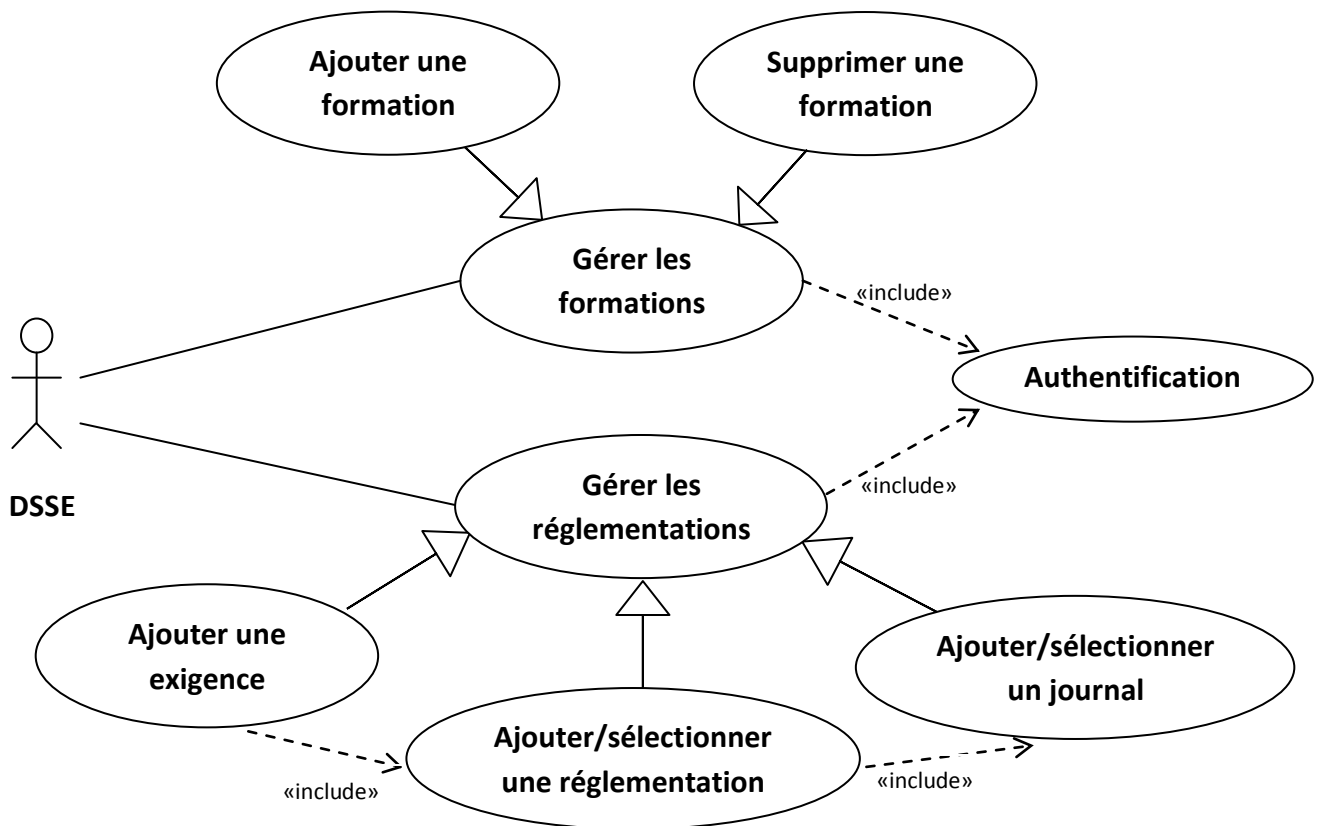 Ajouter une
formation
Supprimer une
formation
Gérer les
formations
«include»
Authentification
DSSE
Gérer les
réglementations
«include»
Ajouter une
exigence
Ajouter/sélectionner
un journal
Ajouter/sélectionner
une réglementation
«include»
«include»